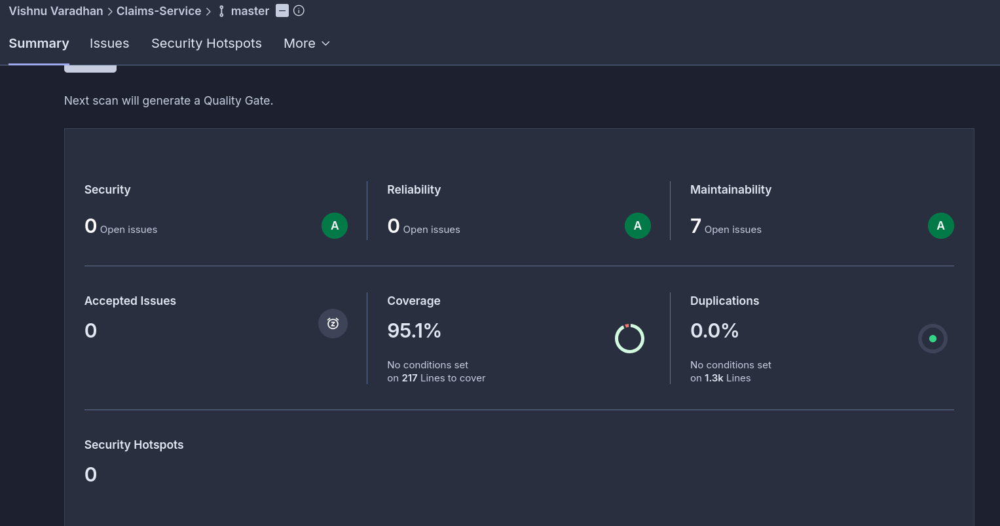 Vishnu Varadhan > Claims-Service > master
Summary Issues Security Hotspots More
Next scan will generate a Quality Gate.
Security Reliability Maintainability
0 Open issues A 0 Open issues A 7 Open issues A
Accepted Issues Coverage Duplications
0 95.1% 0.0%
No conditions set No conditions set
on 217 Lines to cover on 1.3k Lines
Security Hotspots
0